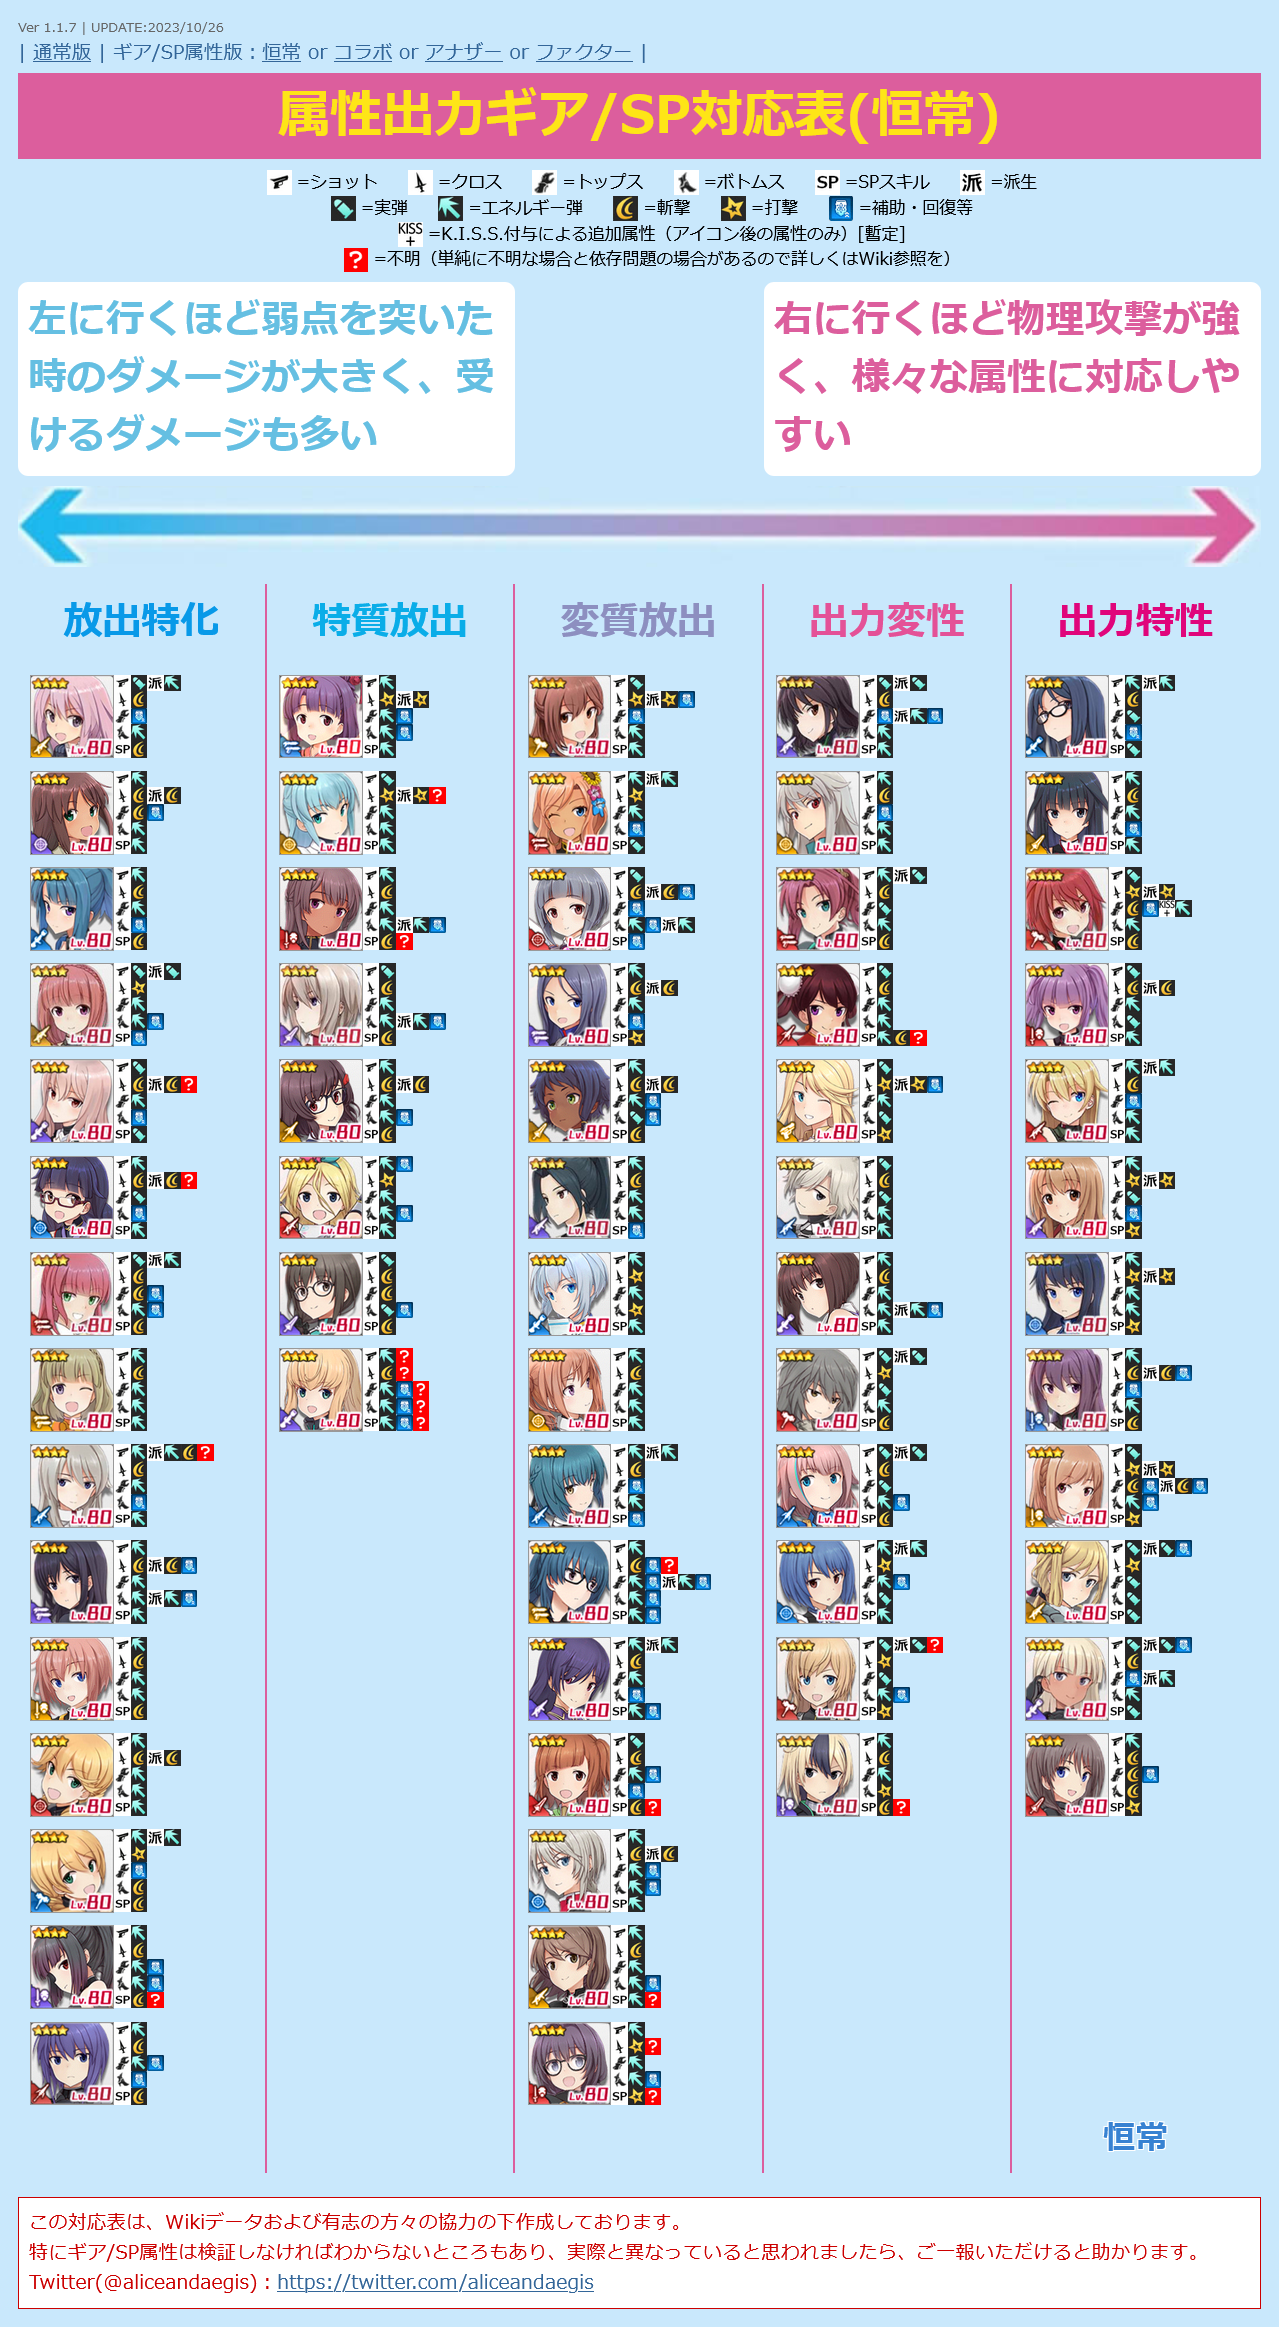 Ver 1.1.7 | UPDATE:2023/10/26
| 通常版 | ギア/SP属性版：恒常 or コラボ or アナザー or ファクター |
属性出力ギア/SP対応表(恒常)
=ショット =クロス =トップス =ボトムス SP =SPスキル 派 =派生
=実弾 =エネルギー弾 =斬撃 =打撃 =補助・回復等
KISS + =K.I.S.S.付与による追加属性（アイコン後の属性のみ）[暫定]
? =不明（単純に不明な場合と依存問題の場合があるので詳しくはWiki参照を）
左に行くほど弱点を突いた
時のダメージが大きく、受
けるダメージも多い
右に行くほど物理攻撃が強
く、様々な属性に対応しや
すい
放出特化 特質放出 変質放出 出力変性 出力特性
恒常
この対応表は、Wikiデータおよび有志の方々の協力の下作成しております。
特にギア/SP属性は検証しなければわからないところもあり、実際と異なっていると思われましたら、ご一報いただけると助かります。
Twitter(@aliceandaegis)：https://twitter.com/aliceandaegis